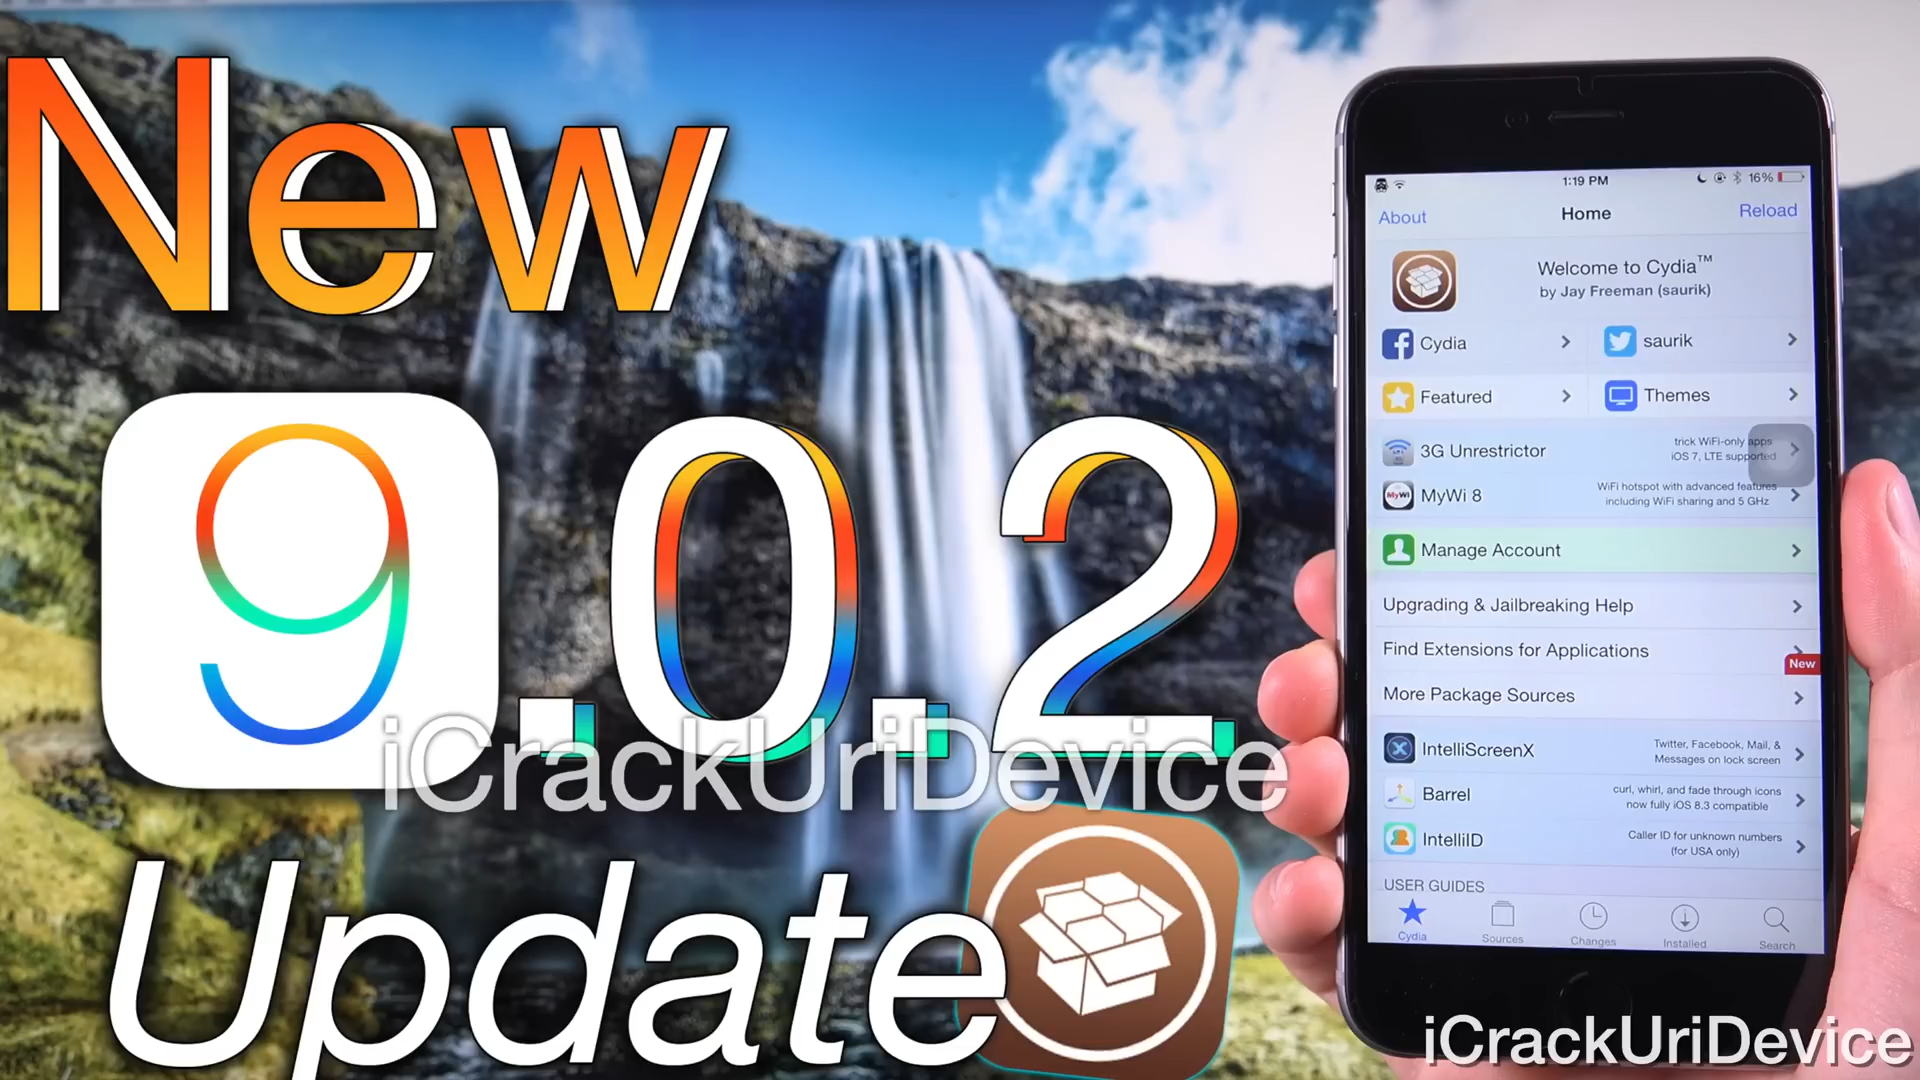 New
9.0.2
iCrackUriDevice
Update
1:19 PM
16%
About
Home
Reload
Welcome to Cydia™
by Jay Freeman (saurik)
Cydia
saurik
Featured
Themes
3G Unrestrictor
trick WiFi-only apps
iOS 7, LTE supported
MyWi
MyWi 8
WiFi hotspot with advanced features
including WiFi sharing and 5 GHz
Manage Account
Upgrading & Jailbreaking Help
Find Extensions for Applications
New
More Package Sources
IntelliScreenX
Twitter, Facebook, Mail, &
Messages on lock screen
Barrel
curl, whirl, and fade through icons
now fully iOS 8.3 compatible
IntelliID
Caller ID for unknown numbers
(for USA only)
USER GUIDES
Cydia
Sources
Changes
Installed
Search
iCrackUriDevice